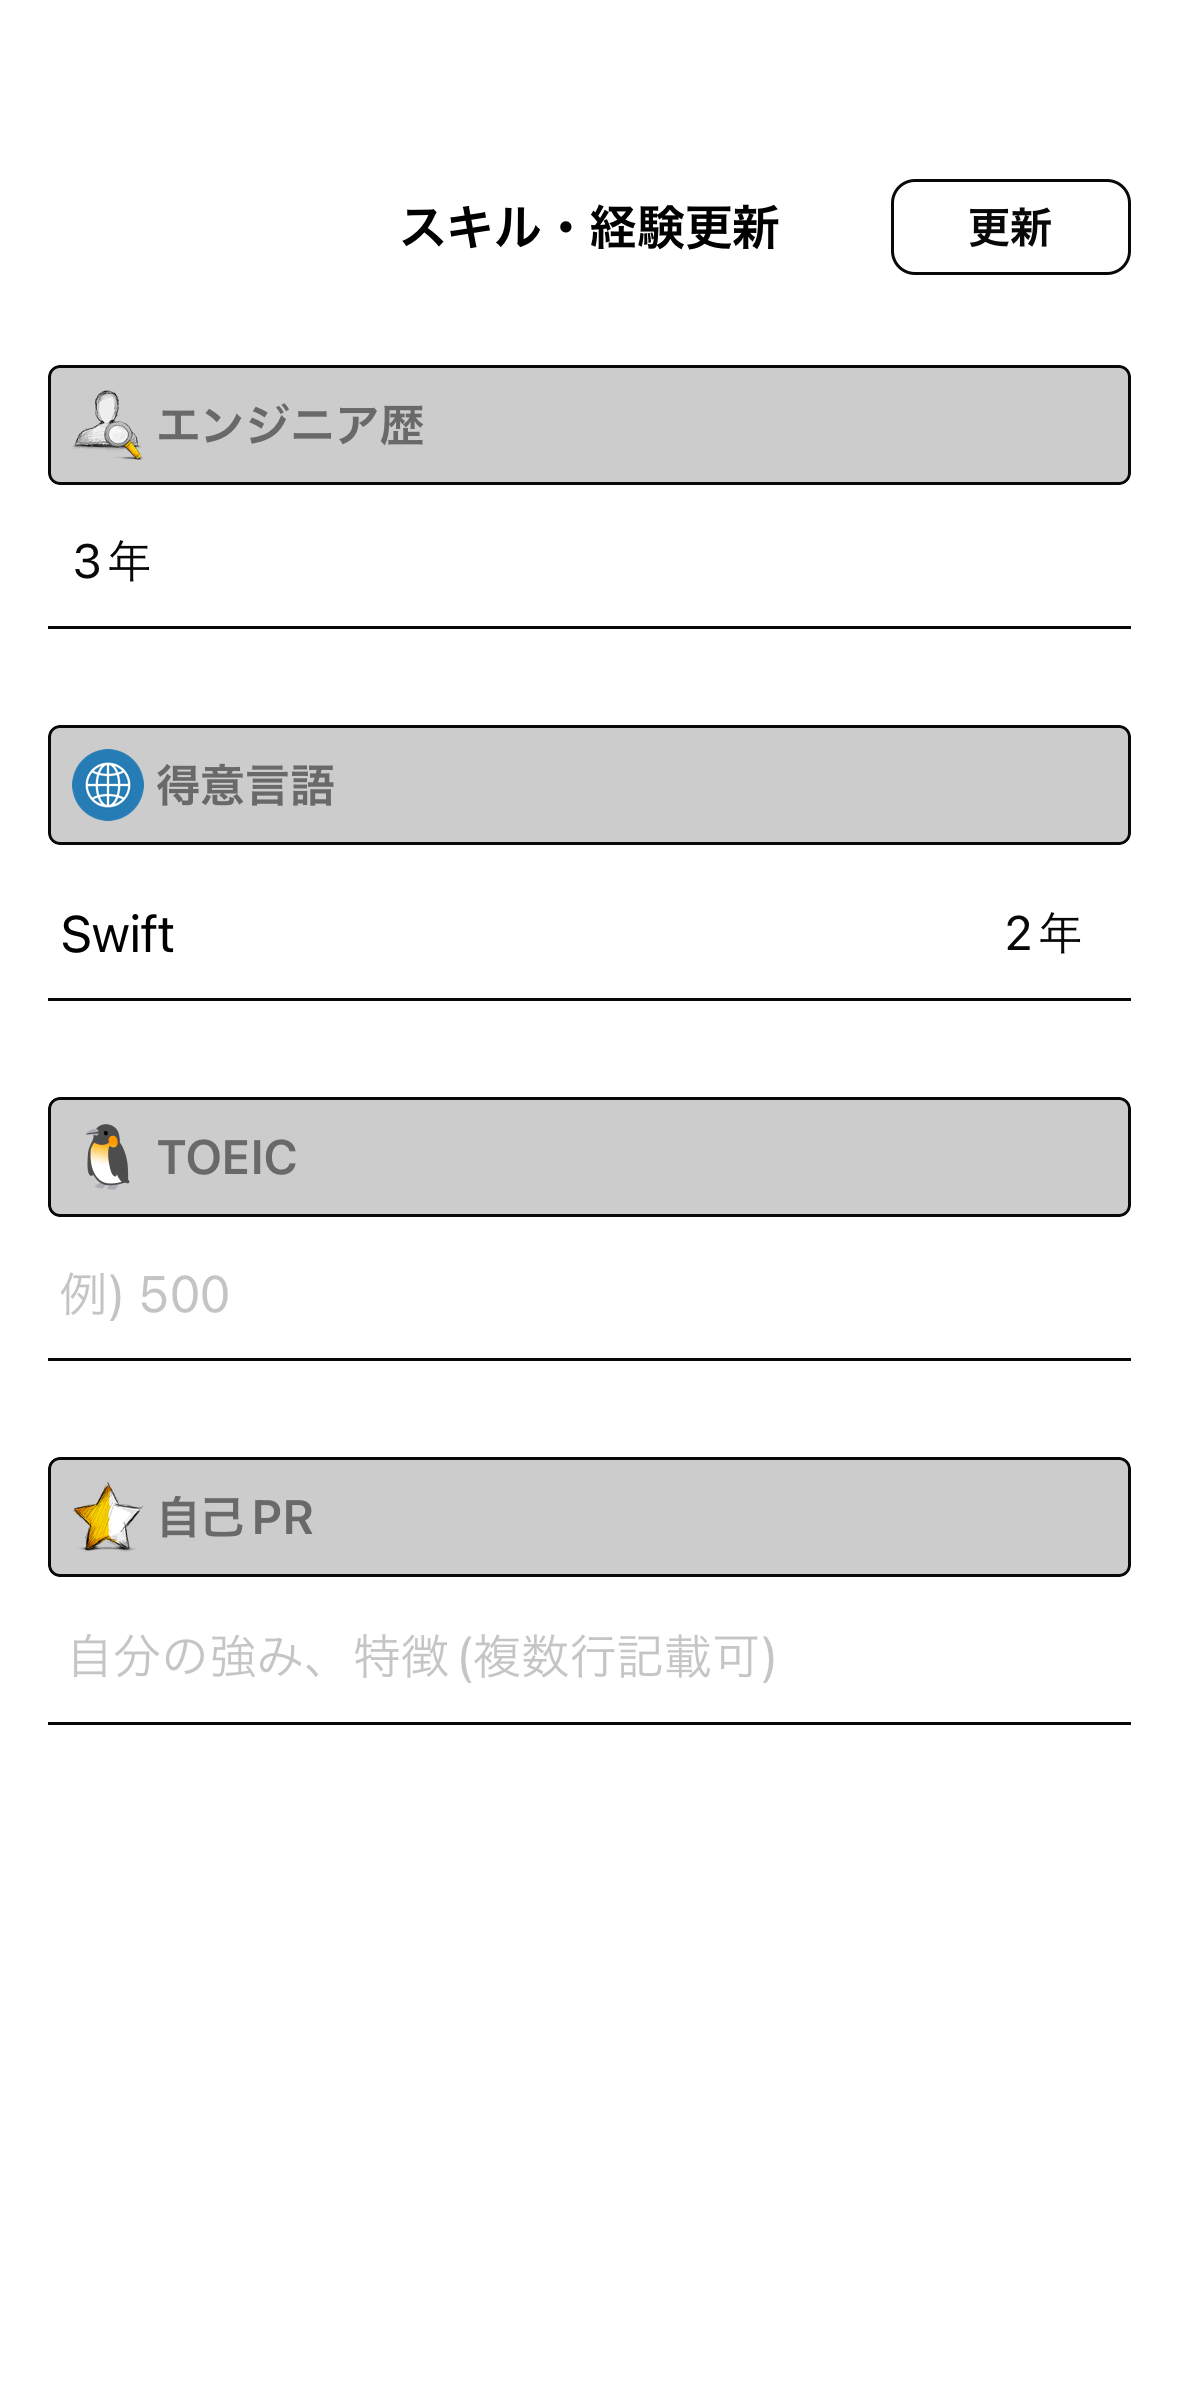 スキル・経験更新 更新
エンジニア歴
3年
得意言語
Swift 2年
TOEIC
例) 500
自己PR
自分の強み、特徴(複数行記載可)